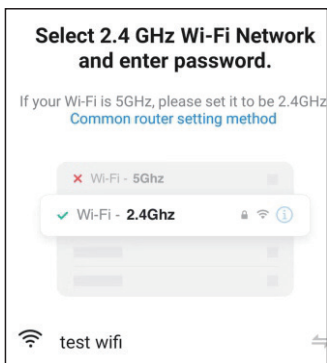 Select 2.4 GHz Wi-Fi Network
and enter password.
If your Wi-Fi is 5GHz, please set it to be 2.4GHz
Common router setting method
Wi-Fi - 5Ghz
Wi-Fi - 2.4Ghz
test wifi